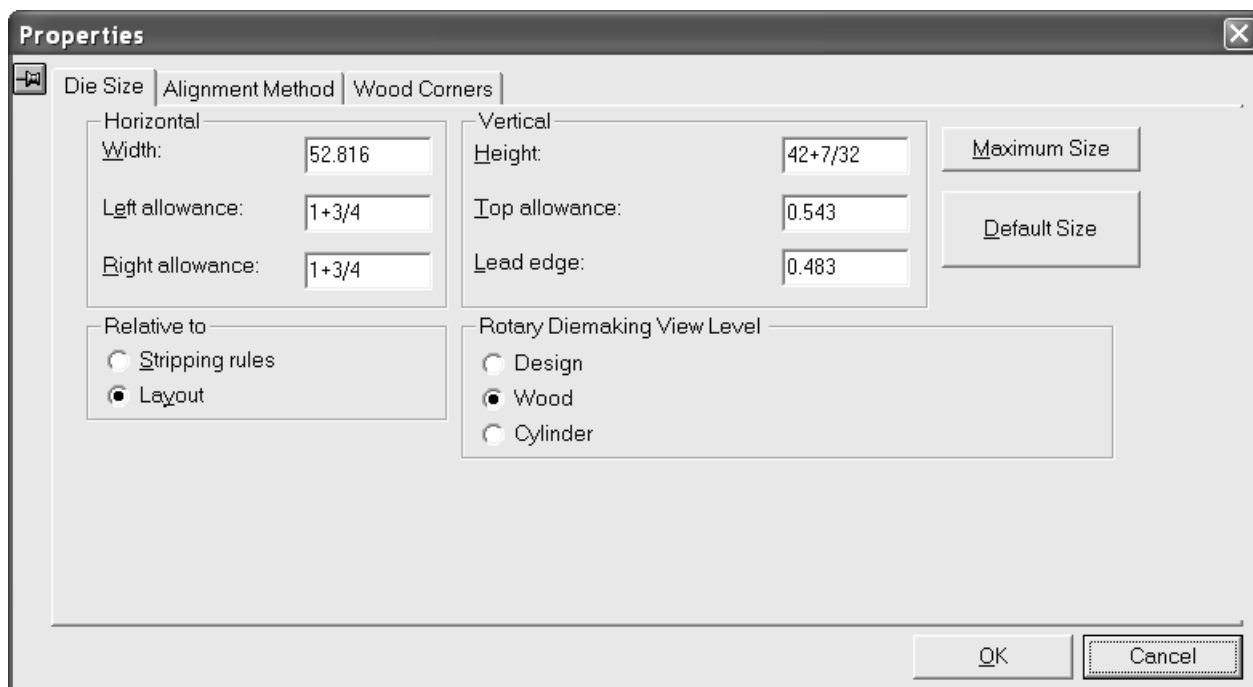 Properties
Die Size Alignment Method Wood Corners
Horizontal
Width: 52.816
Left allowance: 1+3/4
Right allowance: 1+3/4
Vertical
Height: 42+7/32
Top allowance: 0.543
Lead edge: 0.483
Maximum Size
Default Size
Relative to
Stripping rules
Layout
Rotary Diemaking View Level
Design
Wood
Cylinder
OK Cancel